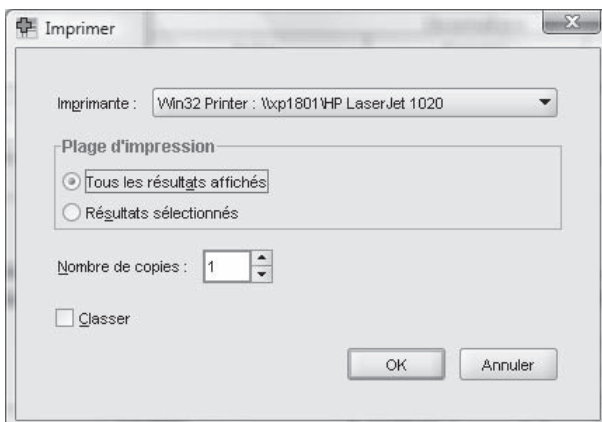 Imprimer
Imprimante : Win32 Printer : \\xp1801\HP LaserJet 1020
Plage d'impression
Tous les résultats affichés
Résultats sélectionnés
Nombre de copies : 1
Classer
OK Annuler